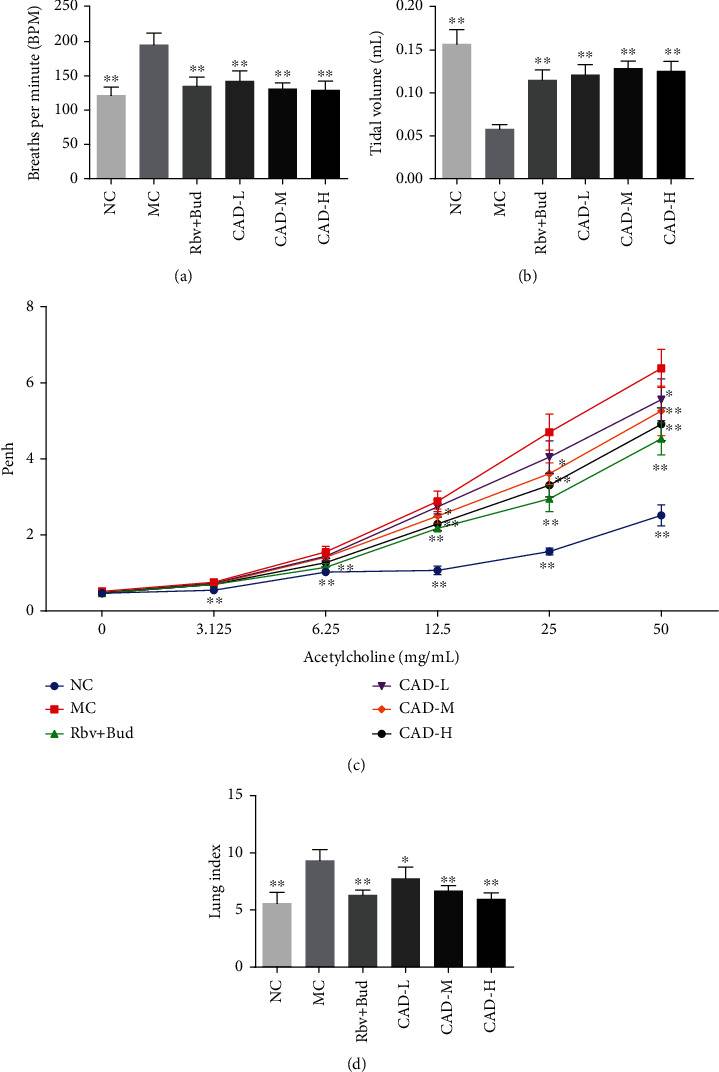 Breaths per minute (BPM)
250
200
150
100
50
0
** ** ** ** **
NC MC Rbv+Bud CAD-L CAD-M CAD-H
(a)
Tidal volume (mL)
0.20
0.15
0.10
0.05
0.00
** ** ** ** **
NC MC Rbv+Bud CAD-L CAD-M CAD-H
(b)
Penh
8
6
4
2
0
*
**
**
**
**
*
**
**
**
*
**
**
**
**
**
**
0 3.125 6.25 12.5 25 50
Acetylcholine (mg/mL)
NC
MC
Rbv+Bud
CAD-L
CAD-M
CAD-H
(c)
Lung index
15
10
5
0
** ** * ** **
NC MC Rbv+Bud CAD-L CAD-M CAD-H
(d)